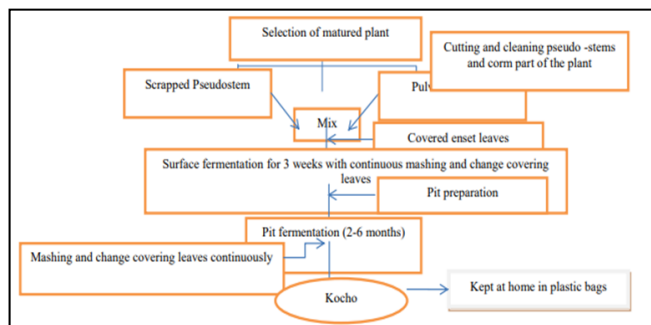 Selection of matured plant
Cutting and cleaning pseudo -stems
and corm part of the plant
Scrapped Pseudostem
Mix
Covered enset leaves
Surface fermentation for 3 weeks with continuous mashing and change covering
leaves
Pit preparation
Pit fermentation (2-6 months)
Mashing and change covering leaves continuously
Kocho
Kept at home in plastic bags